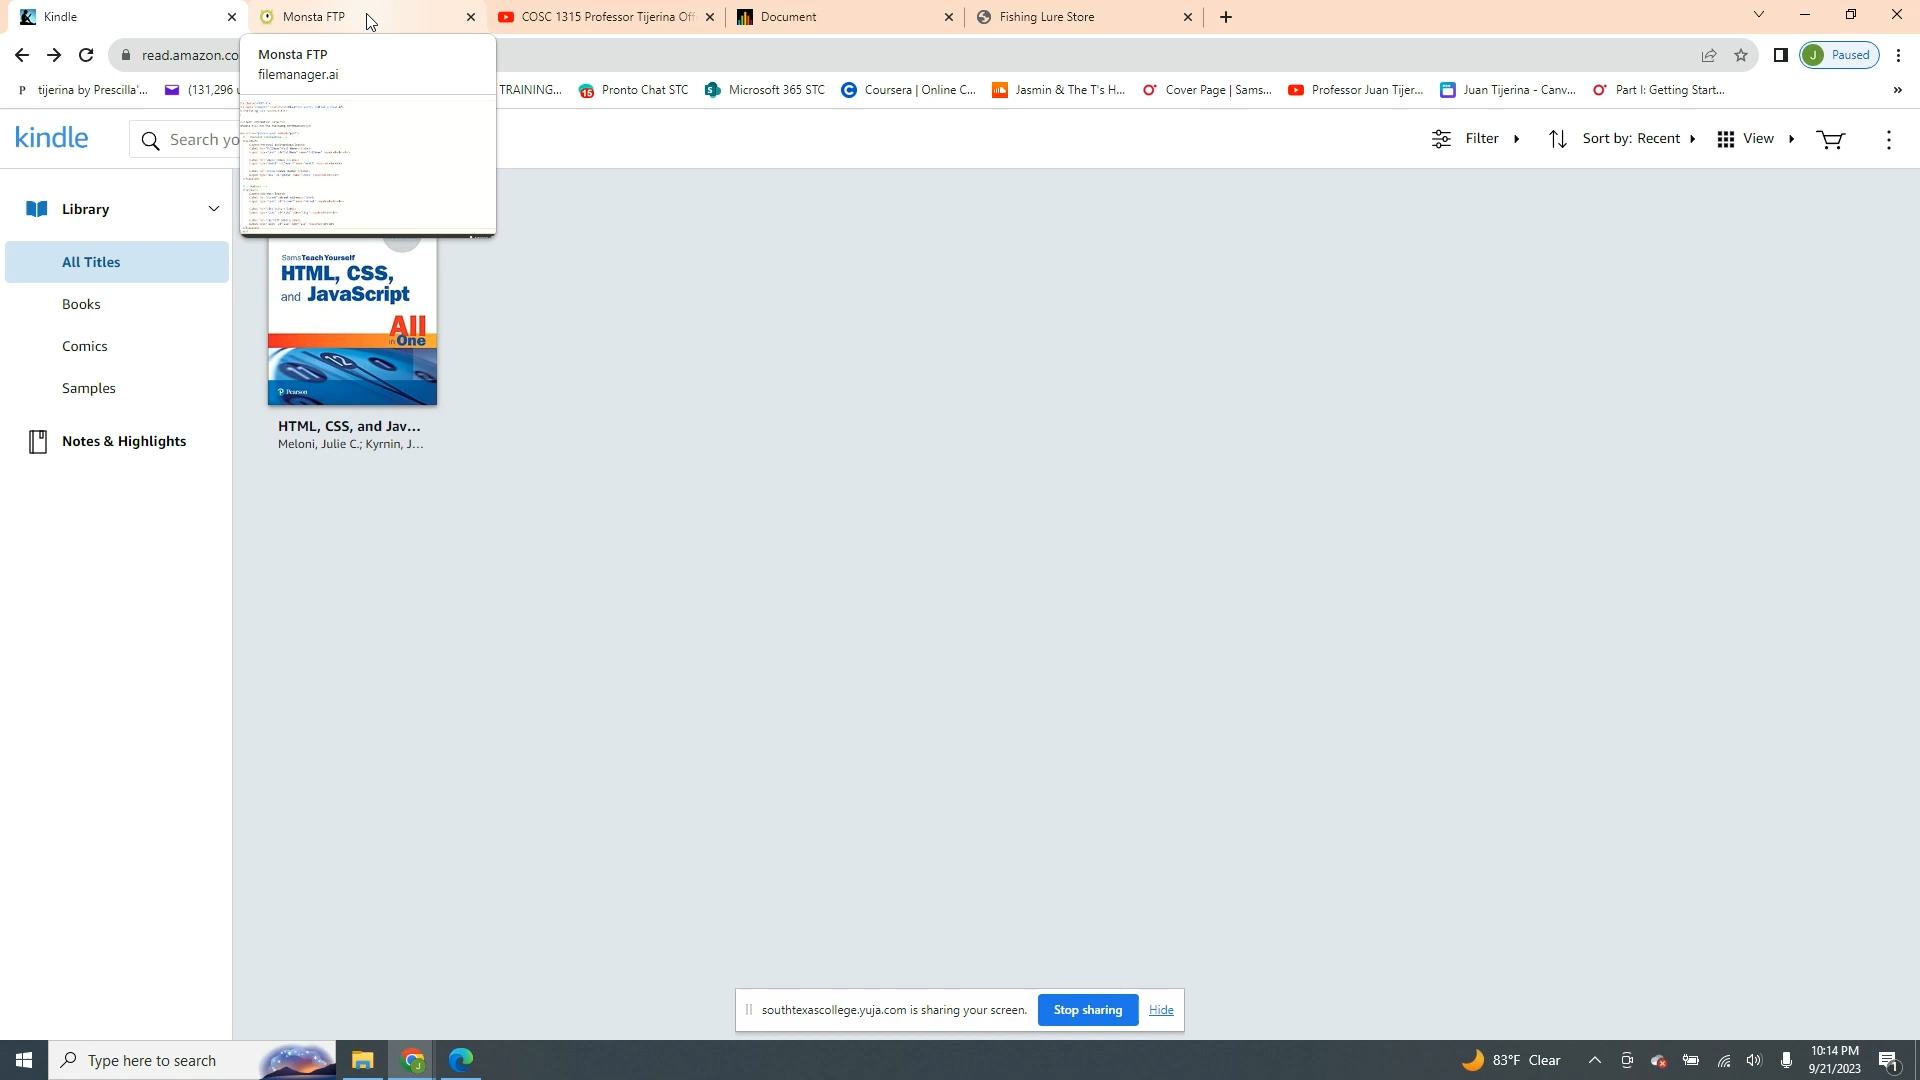 Kindle
Monsta FTP
COSC 1315 Professor Tijerina Off
Document
Fishing Lure Store
read.amazon.co
Paused
Monsta FTP
filemanager.ai
tijerina by Prescilla'...
(131,296 u
TRAINING...
Pronto Chat STC
Microsoft 365 STC
Coursera | Online C...
Jasmin & The T's H...
Cover Page | Sams...
Professor Juan Tijer...
Juan Tijerina - Canv...
Part I: Getting Start...
kindle
Search yo
Filter
Sort by: Recent
View
Library
All Titles
Books
Comics
Samples
Notes & Highlights
Sams Teach Yourself
HTML, CSS,
and JavaScript
All
in One
Pearson
HTML, CSS, and Jav...
Meloni, Julie C.; Kyrnin, J...
southtexascollege.yuja.com is sharing your screen.
Stop sharing
Hide
Type here to search
83°F Clear
10:14 PM
9/21/2023